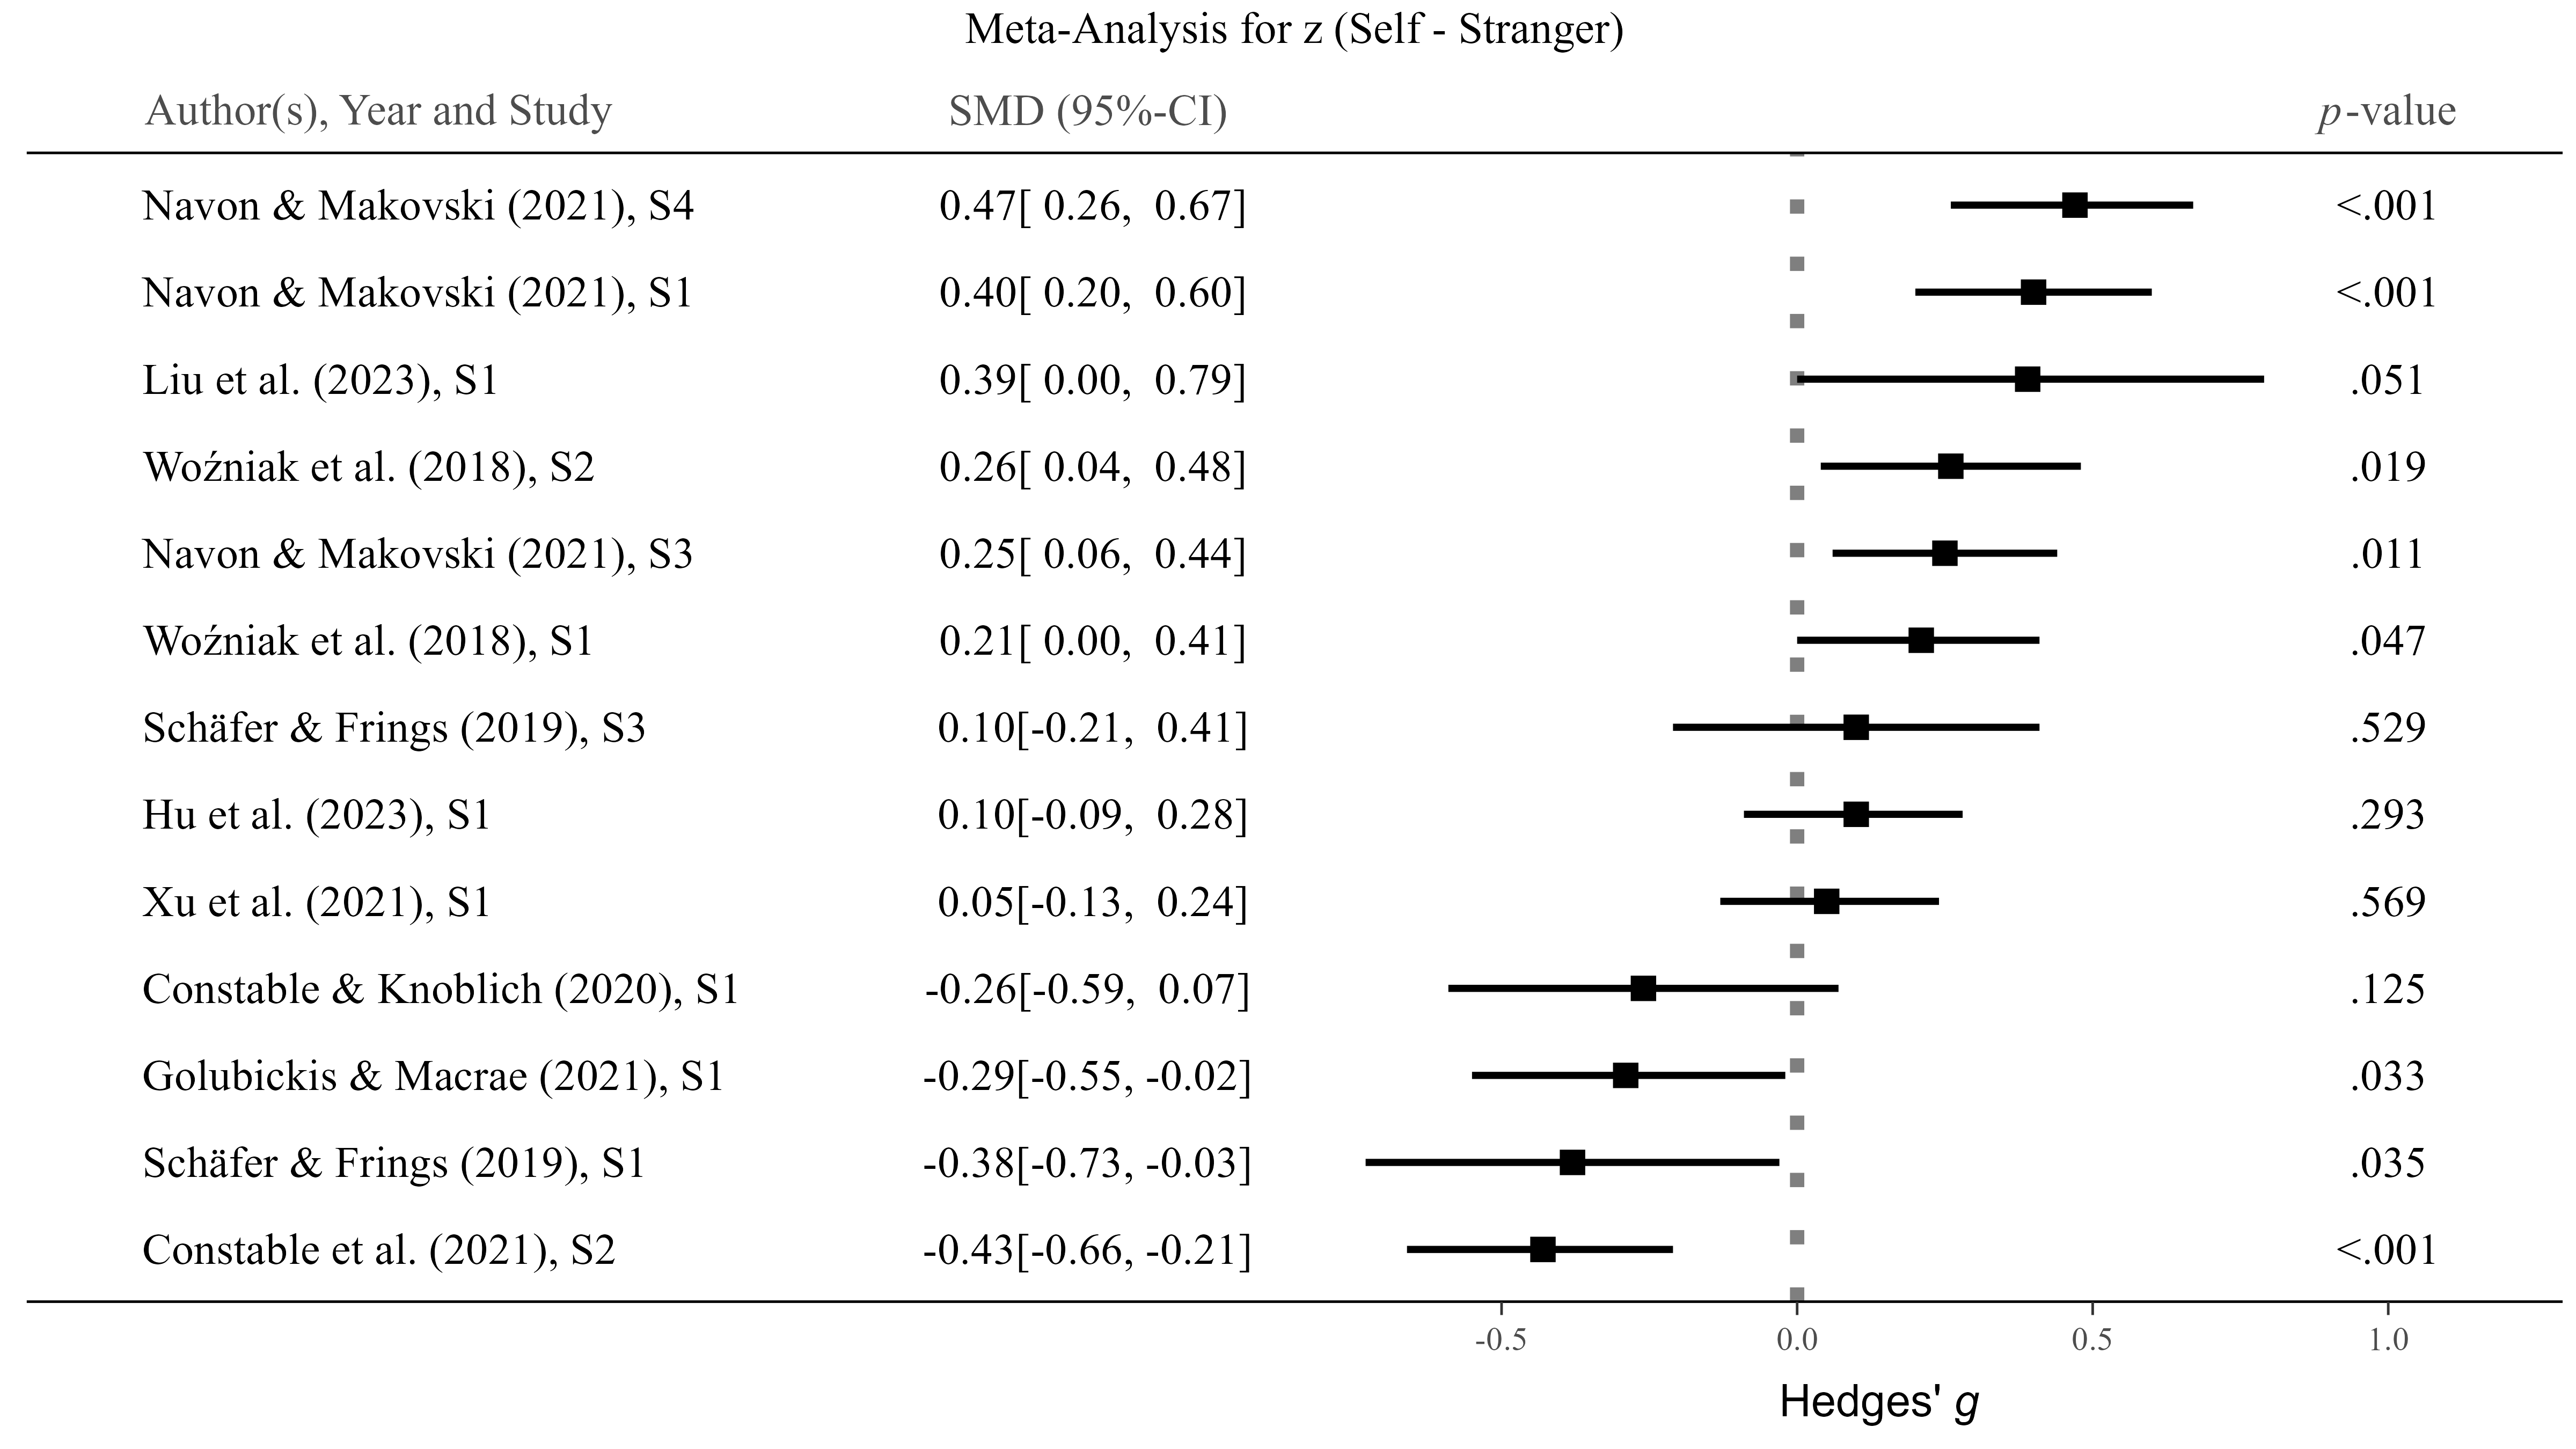 Meta-Analysis for z (Self - Stranger)
Author(s), Year and Study SMD (95%-CI) p-value
Navon & Makovski (2021), S4 0.47[ 0.26, 0.67] <.001
Navon & Makovski (2021), S1 0.40[ 0.20, 0.60] <.001
Liu et al. (2023), S1 0.39[ 0.00, 0.79] .051
Woźniak et al. (2018), S2 0.26[ 0.04, 0.48] .019
Navon & Makovski (2021), S3 0.25[ 0.06, 0.44] .011
Woźniak et al. (2018), S1 0.21[ 0.00, 0.41] .047
Schäfer & Frings (2019), S3 0.10[-0.21, 0.41] .529
Hu et al. (2023), S1 0.10[-0.09, 0.28] .293
Xu et al. (2021), S1 0.05[-0.13, 0.24] .569
Constable & Knoblich (2020), S1 -0.26[-0.59, 0.07] .125
Golubickis & Macrae (2021), S1 -0.29[-0.55, -0.02] .033
Schäfer & Frings (2019), S1 -0.38[-0.73, -0.03] .035
Constable et al. (2021), S2 -0.43[-0.66, -0.21] <.001
-0.5 0.0 0.5 1.0
Hedges' g